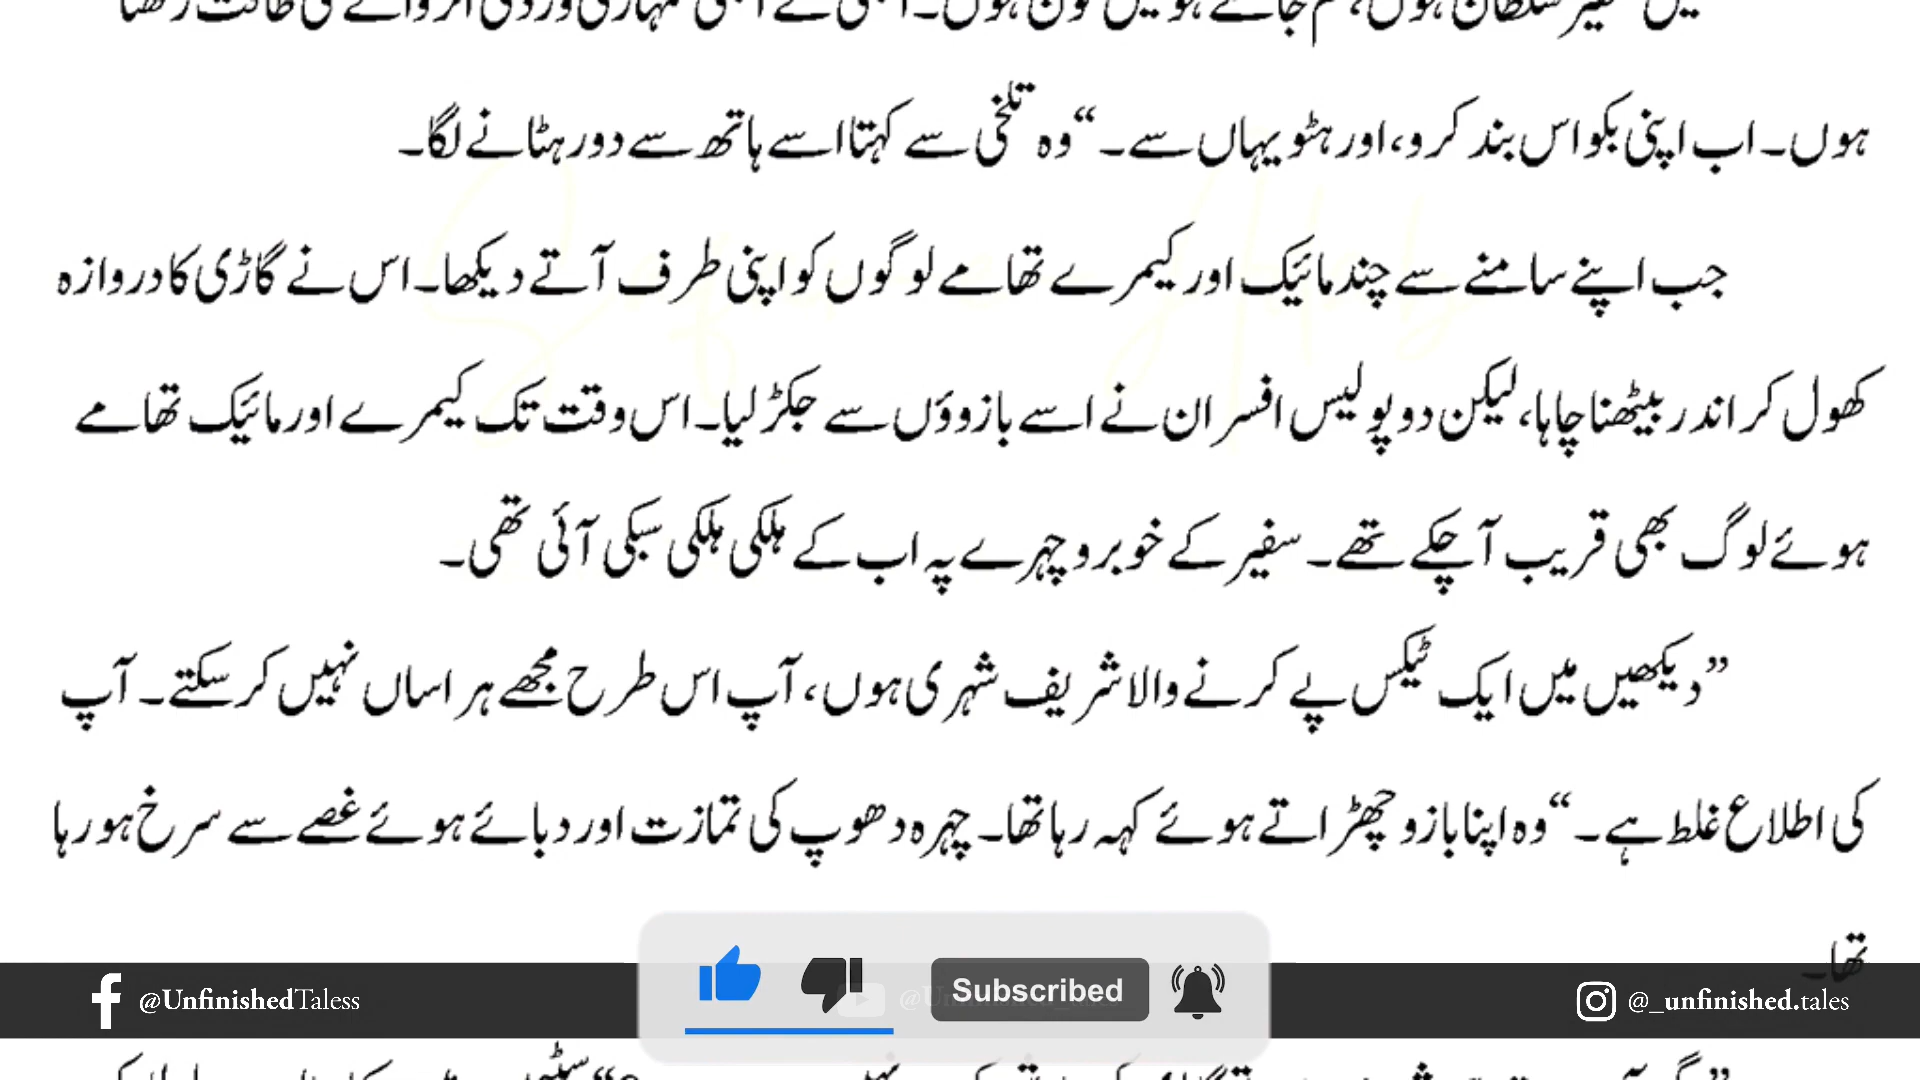 ہوں۔ اب اپنی بکواس بند کرو، اور ہٹو یہاں سے۔“ وہ تلخی سے کہتا اسے ہاتھ سے دور ہٹانے لگا۔
جب اپنے سامنے سے چند مائیک اور کیمرے تھامے لوگوں کو اپنی طرف آتے دیکھا۔ اس نے گاڑی کا دروازہ
کھول کر اندر بیٹھنا چاہا، لیکن دو پولیس افسران نے اسے بازوؤں سے جکڑ لیا۔ اس وقت تک کیمرے اور مائیک تھامے
ہوئے لوگ بھی قریب آ چکے تھے۔ سفیر کے خوبرو چہرے پہ اب کے ہلکی ہلکی سبکی آئی تھی۔
”دیکھیں میں ایک ٹیکس پے کرنے والا شریف شہری ہوں، آپ اس طرح مجھے ہراساں نہیں کر سکتے۔ آپ
کی اطلاع غلط ہے۔“ وہ اپنا بازو چھڑاتے ہوئے کہہ رہا تھا۔ چہرہ دھوپ کی تمازت اور دبائے ہوئے غصے سے سرخ ہو رہا
تھا۔
@UnfinishedTaless
Subscribed
@_unfinished.tales